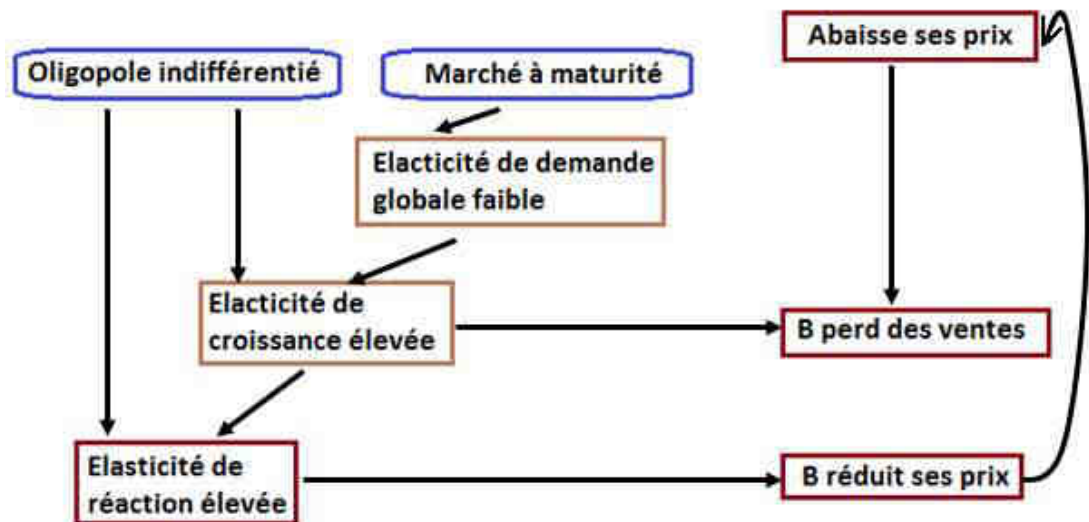 Abaisse ses prix
Oligopole indifférentié
Marché à maturité
Elacticité de demande
globale faible
Elacticité de
croissance élevée
B perd des ventes
Elasticité de
réaction élevée
B réduit ses prix